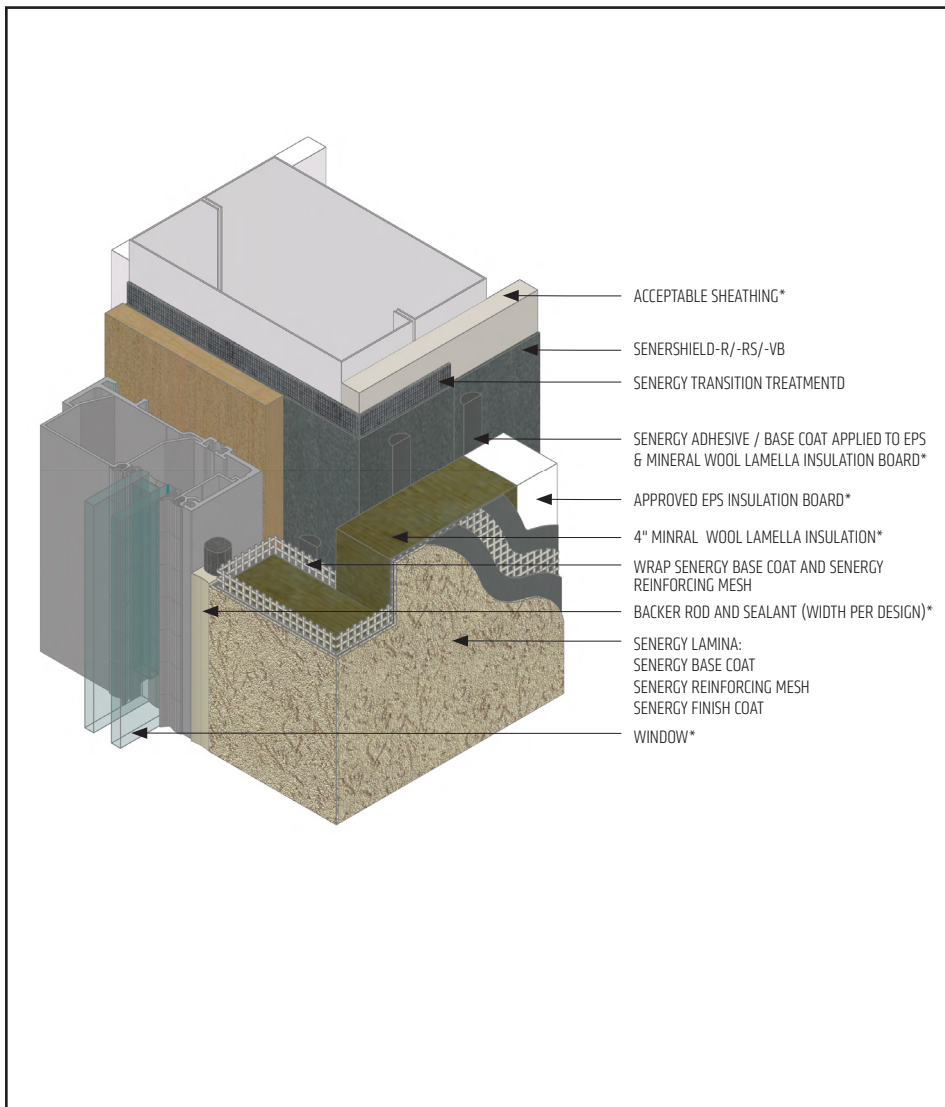 ACCEPTABLE SHEATHING*
SENERSHIELD-R/-RS/-VB
SENERGY TRANSITION TREATMENTD
SENERGY ADHESIVE / BASE COAT APPLIED TO EPS
& MINERAL WOOL LAMELLA INSULATION BOARD*
APPROVED EPS INSULATION BOARD*
4" MINRAL WOOL LAMELLA INSULATION*
WRAP SENERGY BASE COAT AND SENERGY
REINFORCING MESH
BACKER ROD AND SEALANT (WIDTH PER DESIGN)*
SENERGY LAMINA:
SENERGY BASE COAT
SENERGY REINFORCING MESH
SENERGY FINISH COAT
WINDOW*